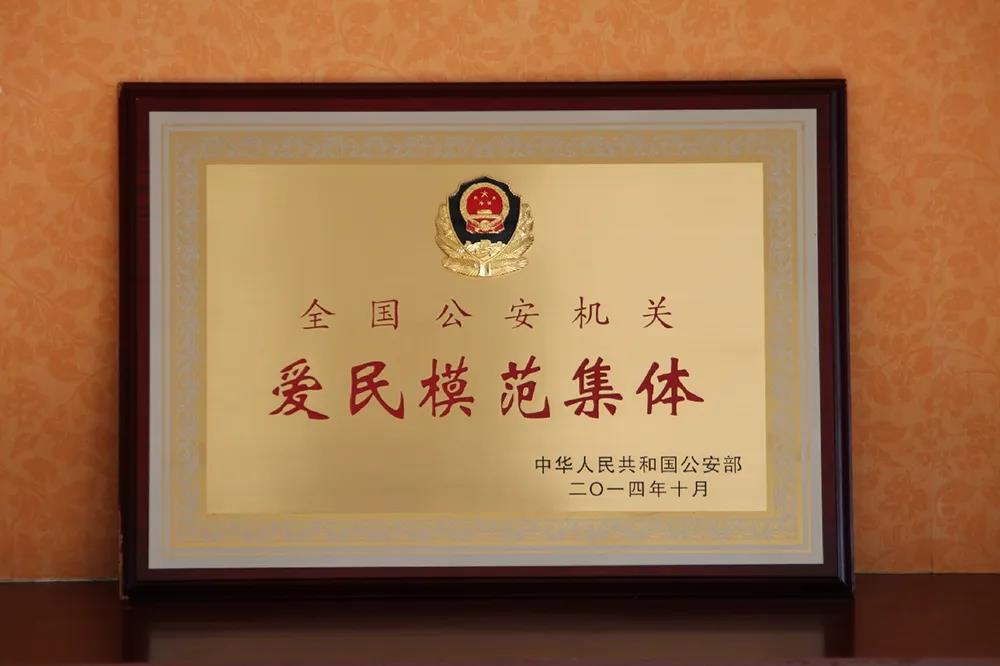 全国公安机关
爱民模范集体
中华人民共和国公安部
二〇一四年十月